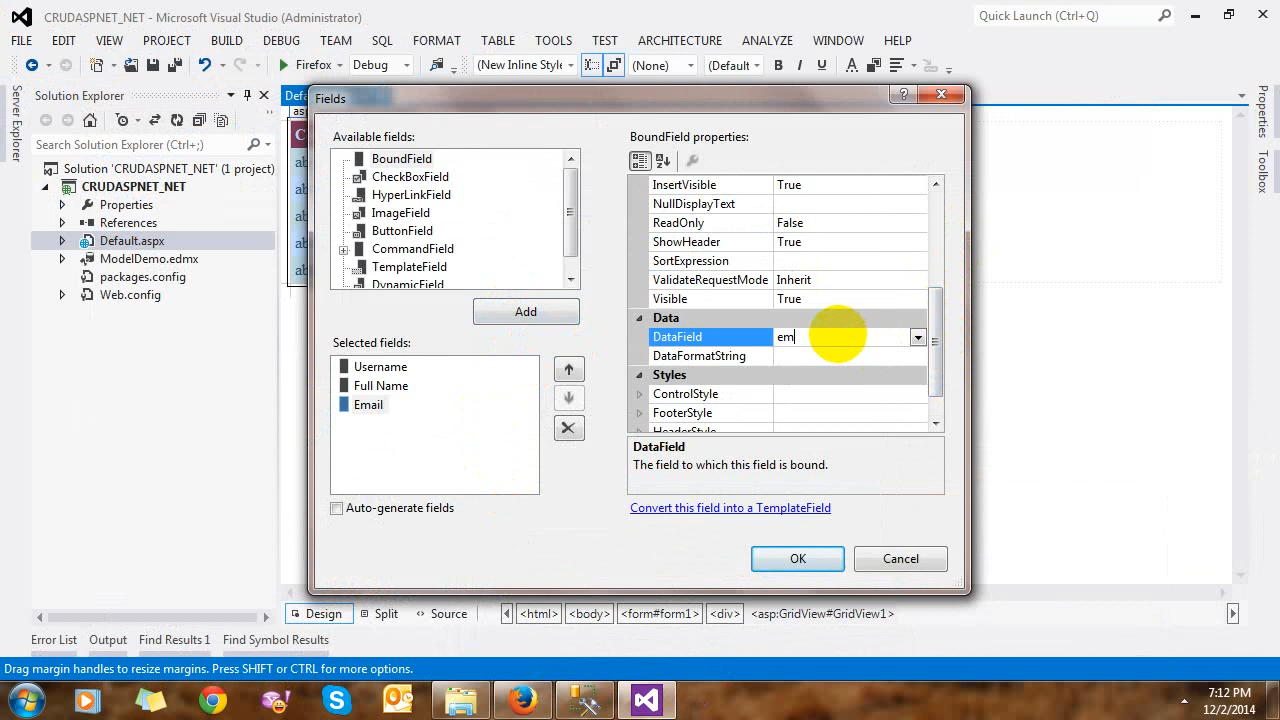 CRUDASPNET_NET - Microsoft Visual Studio (Administrator)
Quick Launch (Ctrl+Q)
FILE EDIT VIEW PROJECT BUILD DEBUG TEAM SQL FORMAT TABLE TOOLS TEST ARCHITECTURE ANALYZE WINDOW HELP
Firefox Debug (New Inline Style (None) (Default B I U A
Server Explorer
Solution Explorer
Search Solution Explorer (Ctrl+;)
Solution 'CRUDASPNET_NET' (1 project)
CRUDASPNET_NET
Properties
References
Default.aspx
ModelDemo.edmx
packages.config
Web.config
Defa
as
C
ab
ab
ab
ab
ab
Fields
?
Available fields:
BoundField
CheckBoxField
HyperLinkField
ImageField
ButtonField
CommandField
TemplateField
DynamicField
Add
Selected fields:
Username
Full Name
Email
Auto-generate fields
BoundField properties:
InsertVisible True
NullDisplayText
ReadOnly False
ShowHeader True
SortExpression
ValidateRequestMode Inherit
Visible True
Data
DataField em
DataFormatString
Styles
ControlStyle
FooterStyle
HeaderStyle
DataField
The field to which this field is bound.
Convert this field into a TemplateField
OK Cancel
Properties
Toolbox
Design Split Source <html> <body> <form#form1> <div> <asp:GridView#GridView1>
Error List Output Find Results 1 Find Symbol Results
Drag margin handles to resize margins. Press SHIFT or CTRL for more options.
7:12 PM
12/2/2014